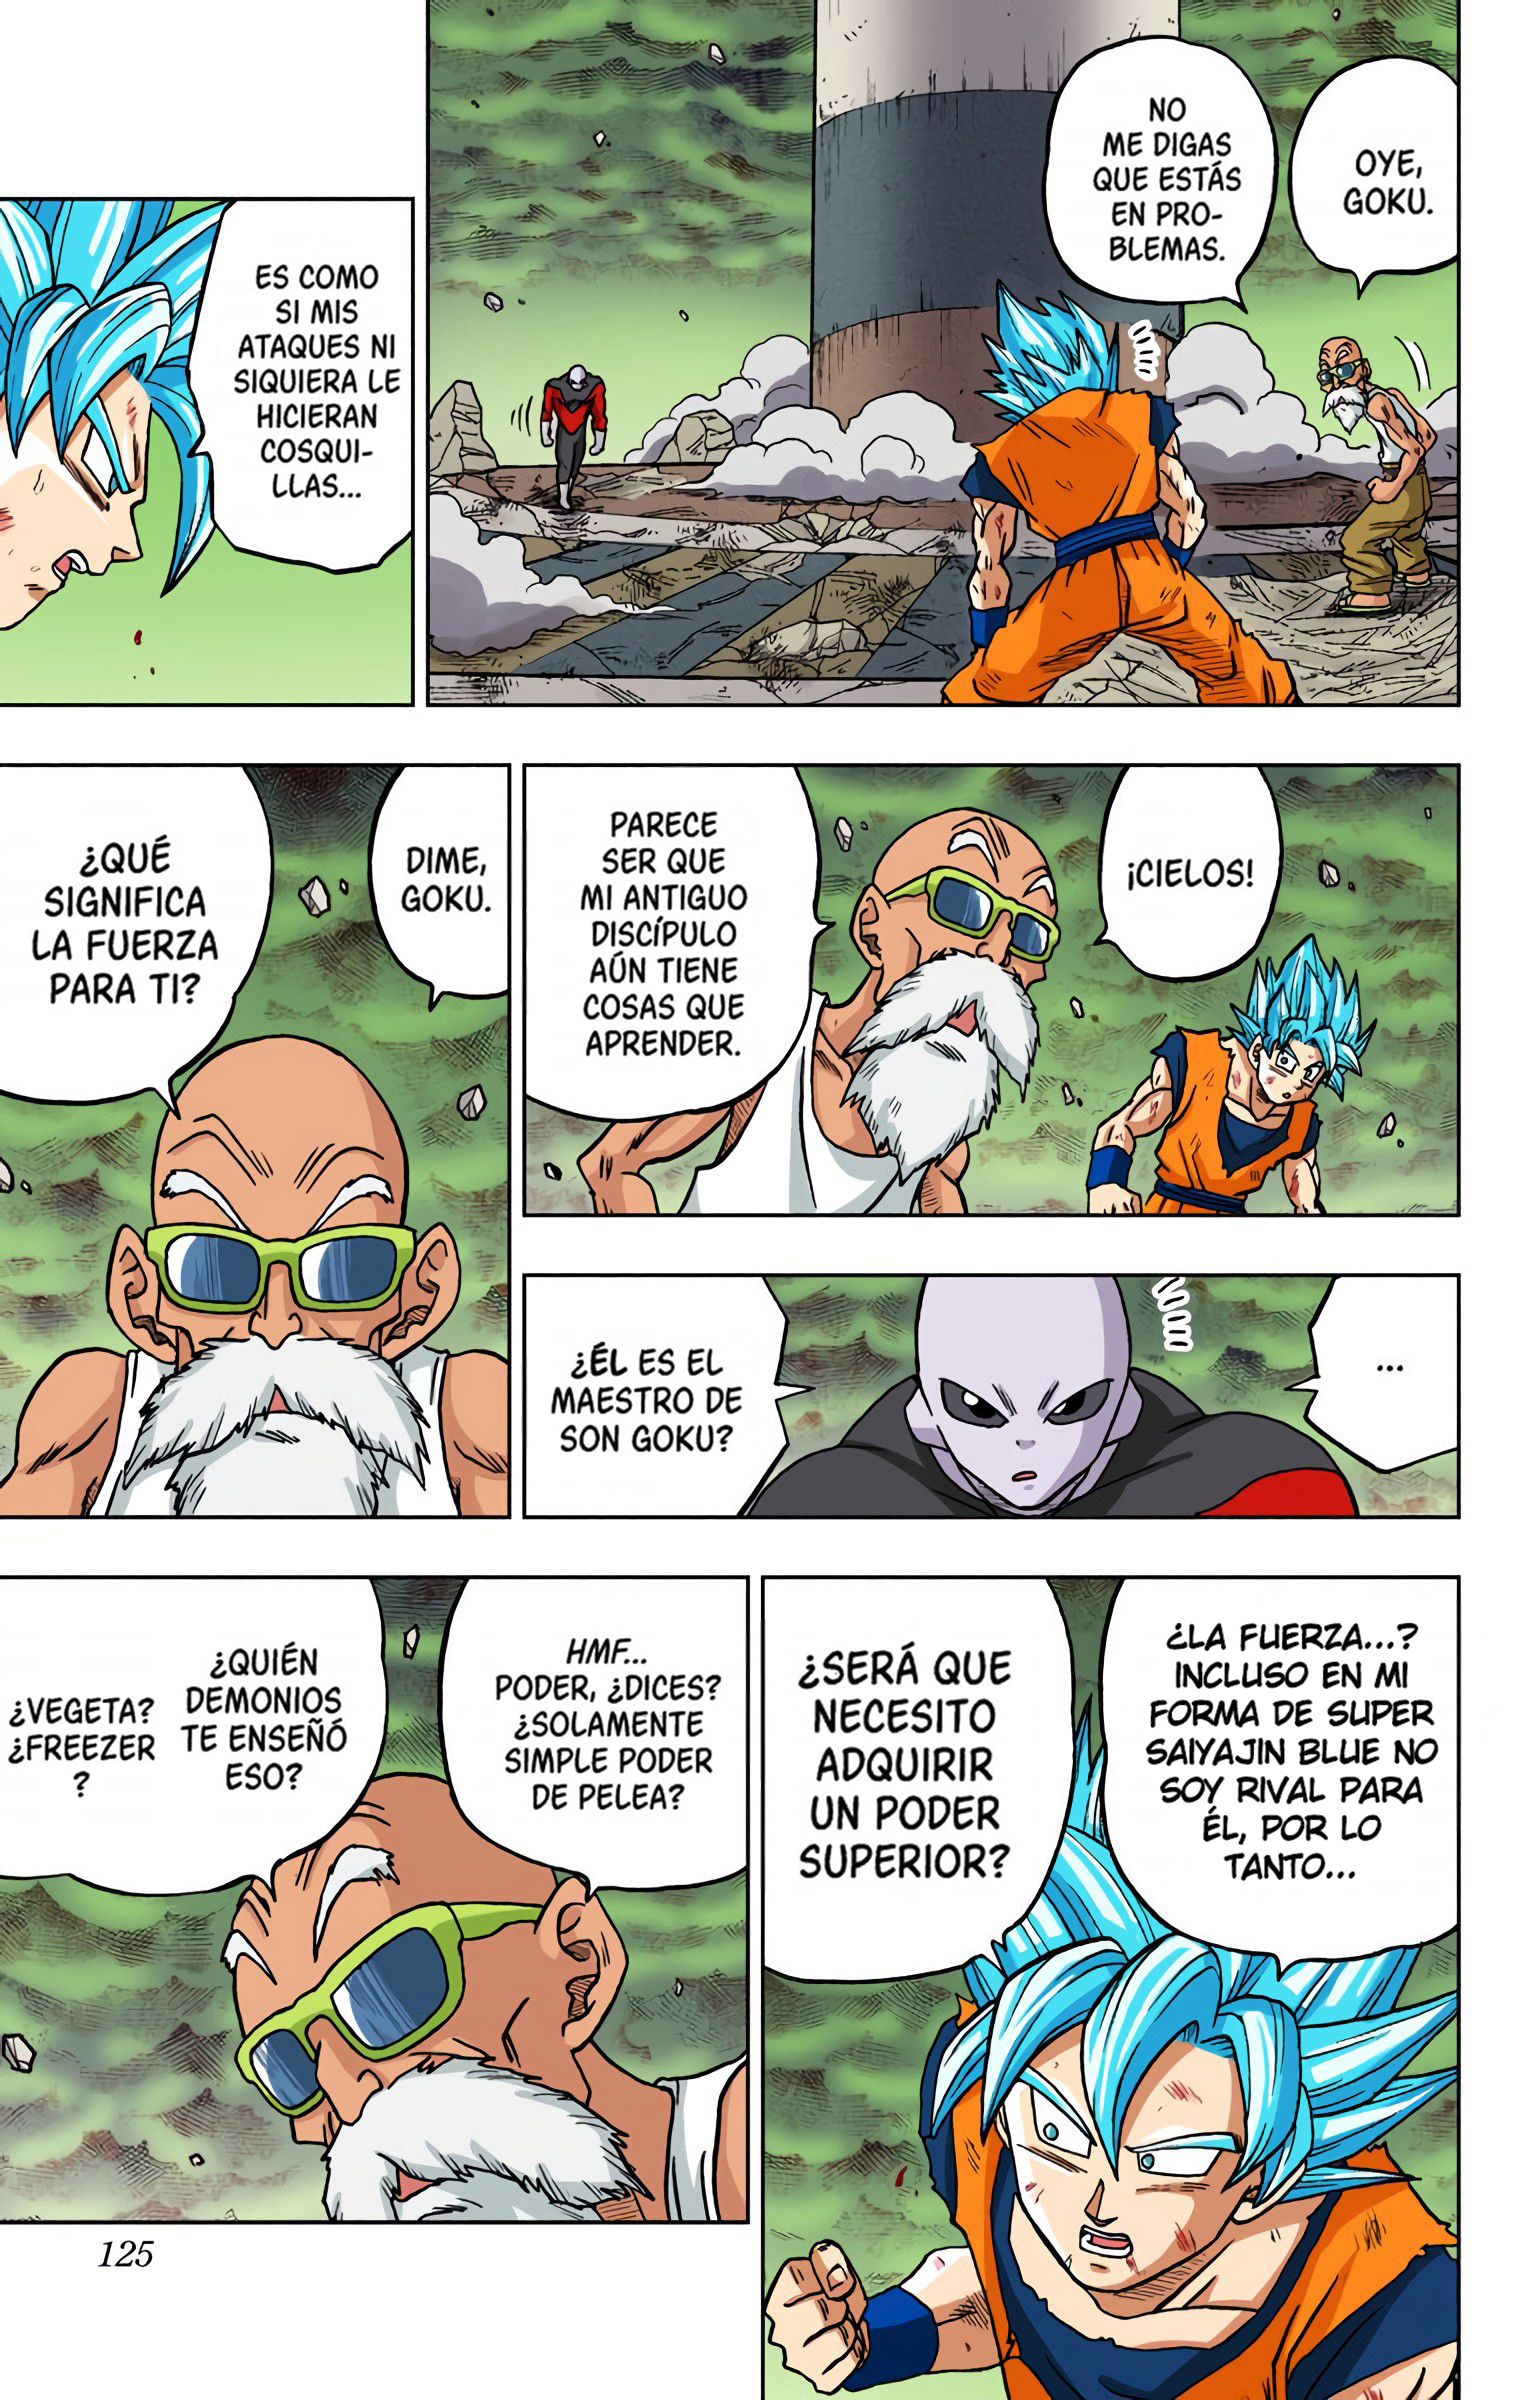 OYE,
GOKU.
NO
ME DIGAS
QUE ESTÁS
EN PRO-
BLEMAS.
ES COMO
SI MIS
ATAQUES NI
SIQUIERA LE
HICIERAN
COSQUI-
LLAS...
¡CIELOS!
PARECE
SER QUE
MI ANTIGUO
DISCÍPULO
AÚN TIENE
COSAS QUE
APRENDER.
...
¿ÉL ES EL
MAESTRO DE
SON GOKU?
DIME,
GOKU.
¿QUÉ
SIGNIFICA
LA FUERZA
PARA TI?
¿LA FUERZA...?
INCLUSO EN MI
FORMA DE SUPER
SAIYAJIN BLUE NO
SOY RIVAL PARA
ÉL, POR LO
TANTO...
¿SERÁ QUE
NECESITO
ADQUIRIR
UN PODER
SUPERIOR?
HMF...
PODER, ¿DICES?
¿SOLAMENTE
SIMPLE PODER
DE PELEA?
¿QUIÉN
DEMONIOS
TE ENSEÑÓ
ESO?
¿VEGETA?
¿FREEZER
?
125